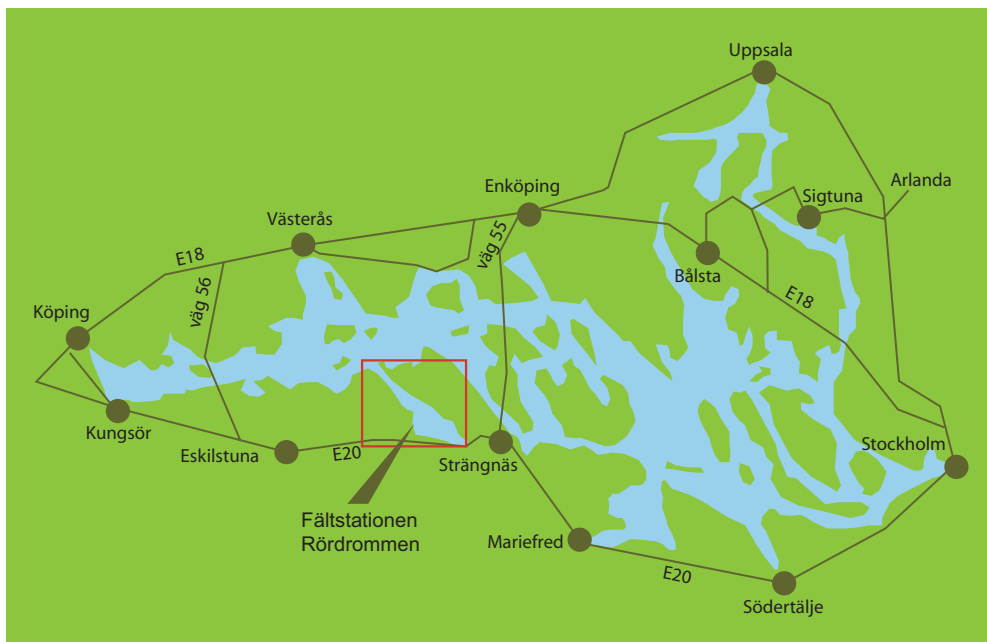 Uppsala
Arlanda
Enköping
Sigtuna
Västerås
väg 55
E18
Bålsta
väg 56
E18
Köping
Kungsör
Stockholm
Eskilstuna
E20
Strängnäs
Fältstationen
Rördrommen
Mariefred
E20
Södertälje